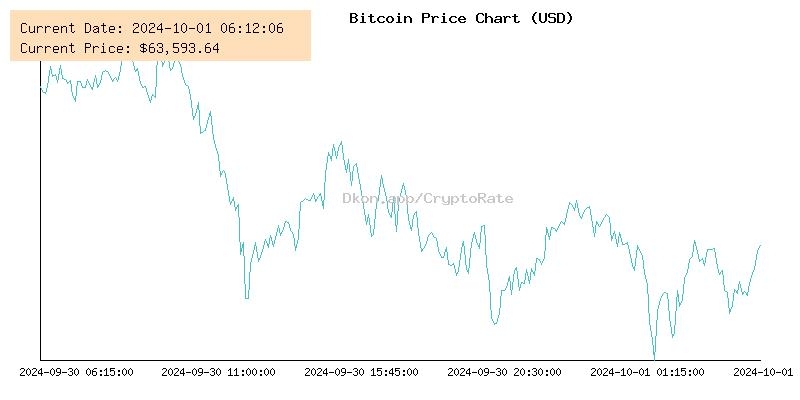 Bitcoin Price Chart (USD)
Current Date: 2024-10-01 06:12:06
Current Price: $63,593.64
Dkon.app/CryptoRate
2024-09-30 06:15:00 2024-09-30 11:00:00 2024-09-30 15:45:00 2024-09-30 20:30:00 2024-10-01 01:15:00 2024-10-01